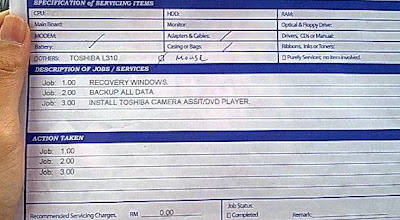 SPECIFICATION of SERVICING ITEMS
CPU: HDD: RAM:
Main Board: Monitor: Optical & Floppy Drive:
MODEM: Adapters & Cables: Drivers, CDs or Manual:
Battery: Casing or Bags: Ribbons, Inks or Toners:
OTHERS: TOSHIBA L310 Ø MOUSE Purely Services; no item involved.
DESCRIPTION OF JOBS / SERVICES
Job: 1.00 RECOVERY WINDOWS.
Job: 2.00 BACKUP ALL DATA.
Job: 3.00 INSTALL TOSHIBA CAMERA ASSIT/DVD PLAYER.
ACTION TAKEN
Job: 1.00
Job: 2.00
Job: 3.00
Job Status:
Recommended Servicing Charges, RM 0.00 Completed Remark: